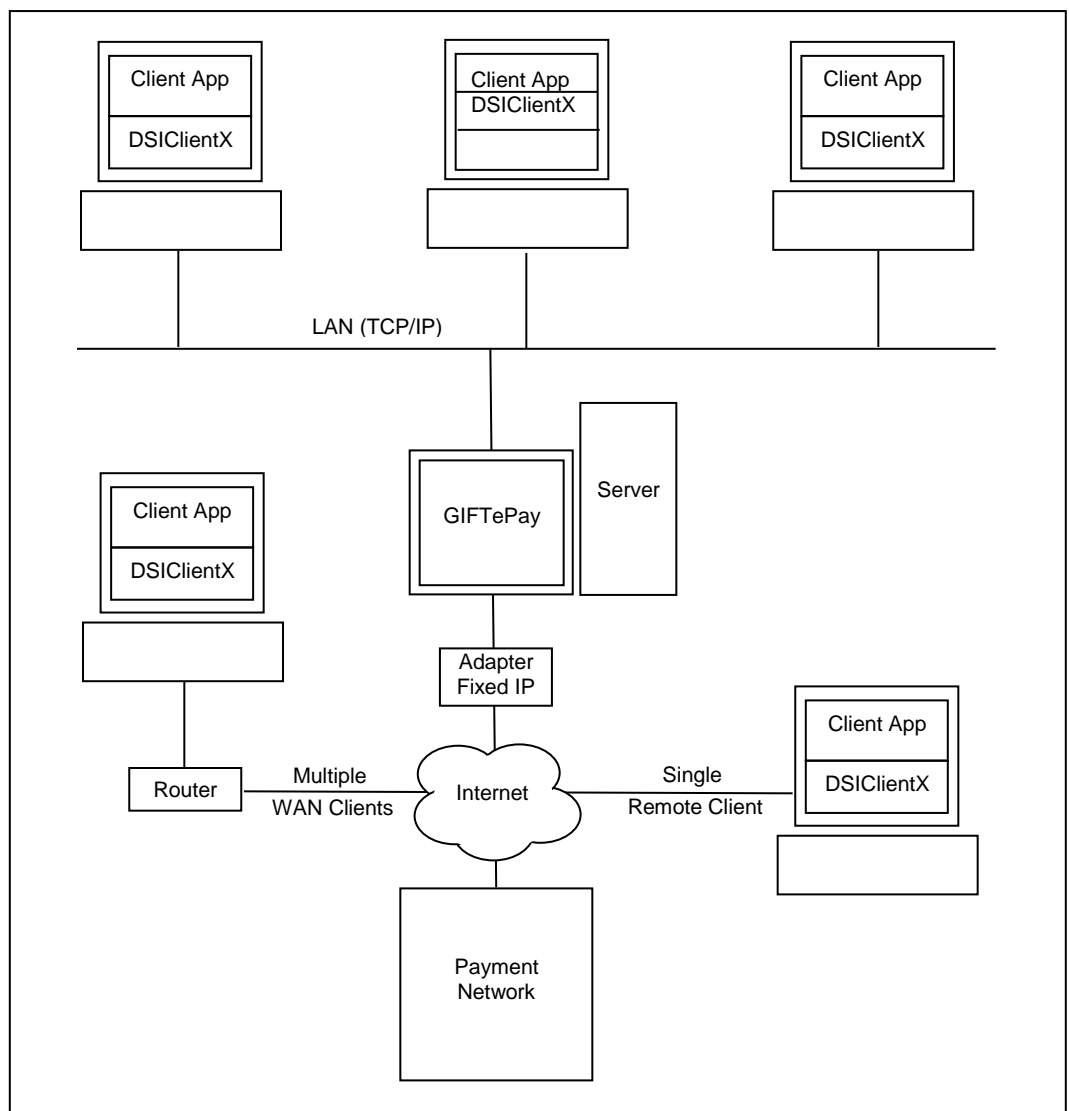 Client App
DSIClientX
Client App
DSIClientX
Client App
DSIClientX
LAN (TCP/IP)
GIFTePay
Server
Client App
DSIClientX
Adapter
Fixed IP
Router
Multiple
WAN Clients
Internet
Single
Remote Client
Client App
DSIClientX
Payment
Network